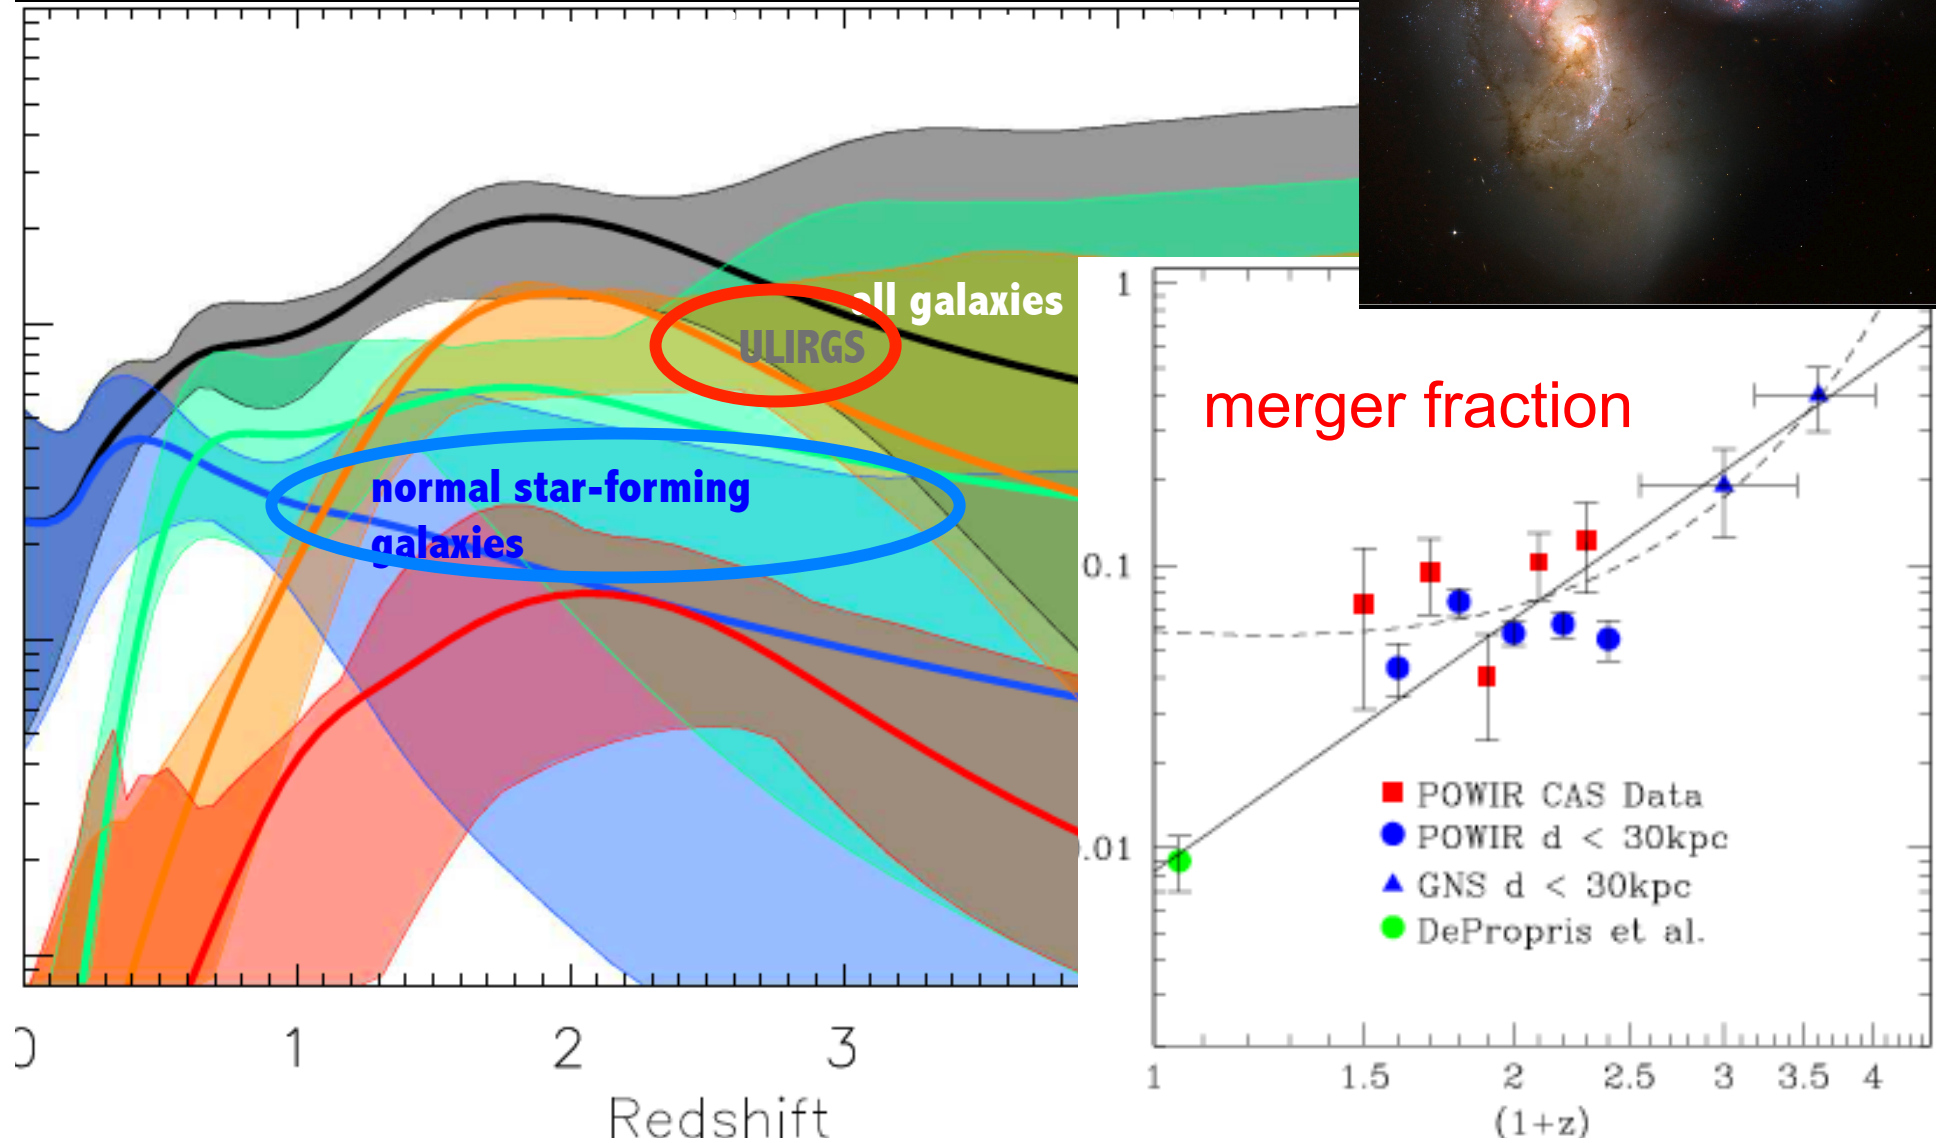 all galaxies
ULIRGS
normal star-forming
galaxies
0 1 2 3
Redshift
merger fraction
1
0.1
0.01
POWIR CAS Data
POWIR d < 30kpc
GNS d < 30kpc
DePropris et al.
1 1.5 2 2.5 3 3.5 4
(1+z)